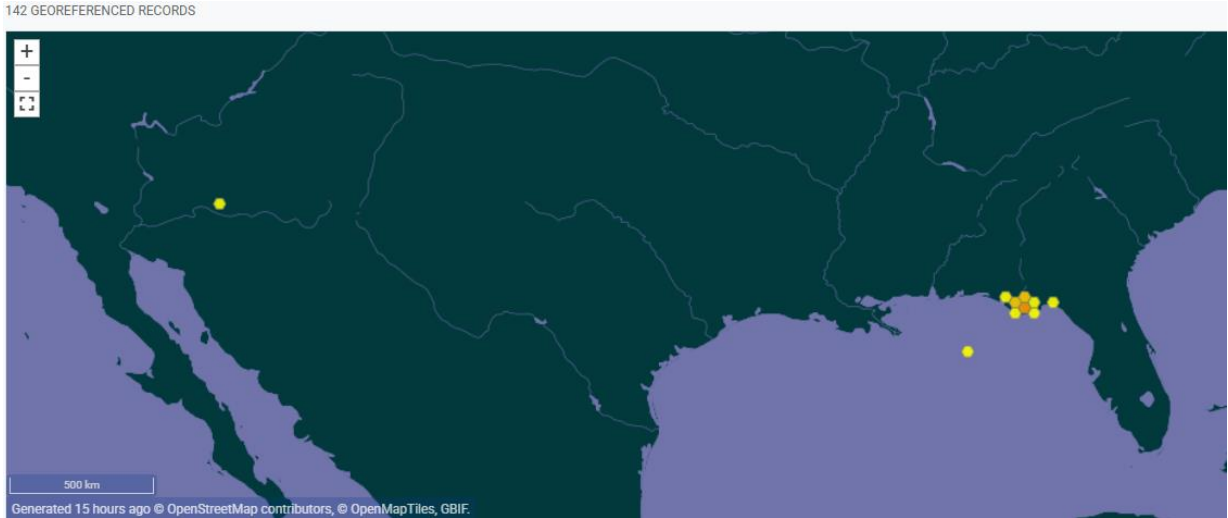 142 GEOREFERENCED RECORDS
+
-
500 km
Generated 15 hours ago © OpenStreetMap contributors, © OpenMapTiles, GBIF.